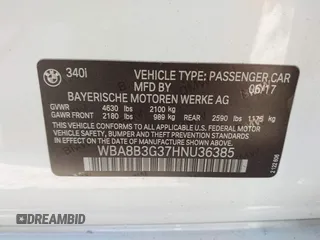 BMW
340i
VEHICLE TYPE: PASSENGER CAR
MFD BY
06/17
BAYERISCHE MOTOREN WERKE AG
GVWR 4630 lbs 2100 kg
GAWR FRONT 2180 lbs 989 kg REAR 2590 lbs 1175 kg
THIS VEHICLE CONFORMS TO ALL APPLICABLE U.S. FEDERAL MOTOR
VEHICLE SAFETY, BUMPER AND THEFT PREVENTION STANDARDS
IN EFFECT ON THE DATE OF MANUFACTURE SHOWN ABOVE.
WBA8B3G37HNU36385
DREAMBID